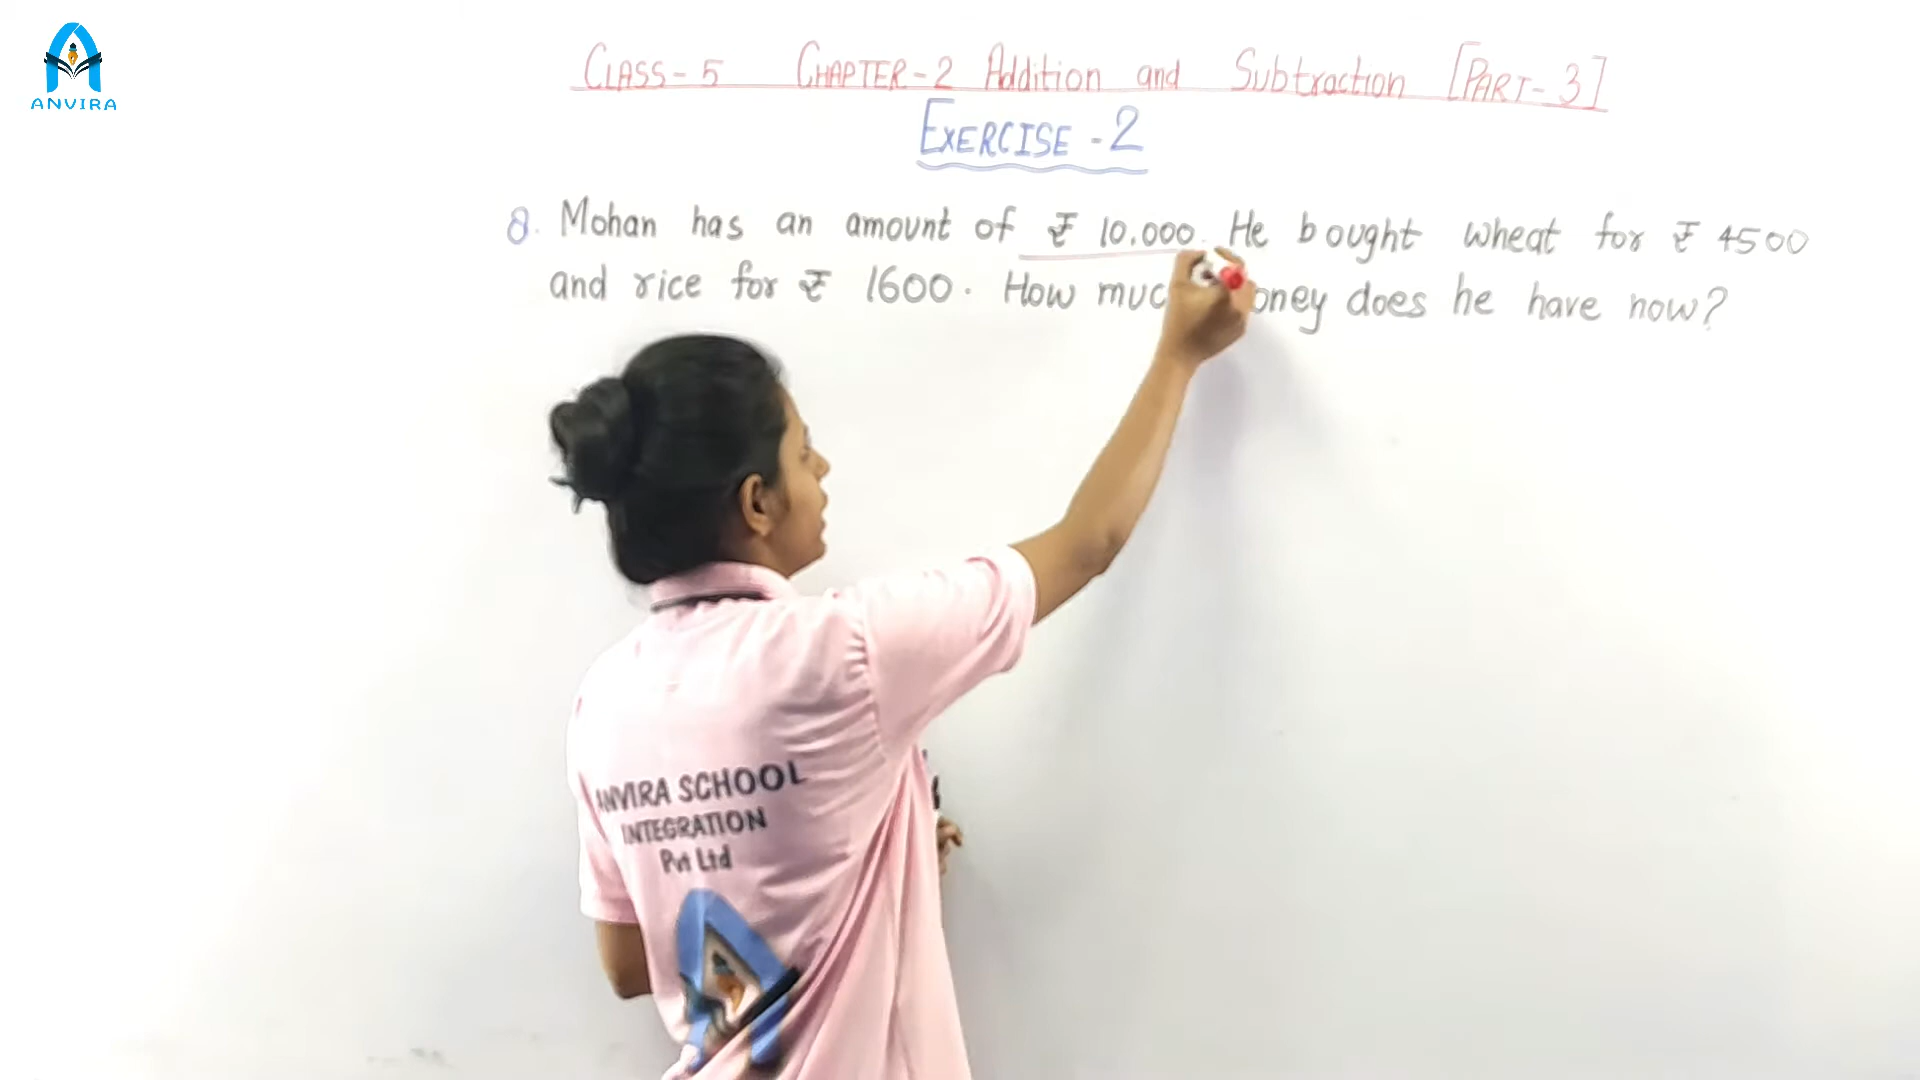 ANVIRA
CLASS-5 CHAPTER-2 Addition and Subtraction [PART-3]
EXERCISE-2
8. Mohan has an amount of ₹ 10,000. He bought wheat for ₹ 4500
and rice for ₹ 1600. How does he have now?
ANVIRA SCHOOL
INTEGRATION
Pvt Ltd